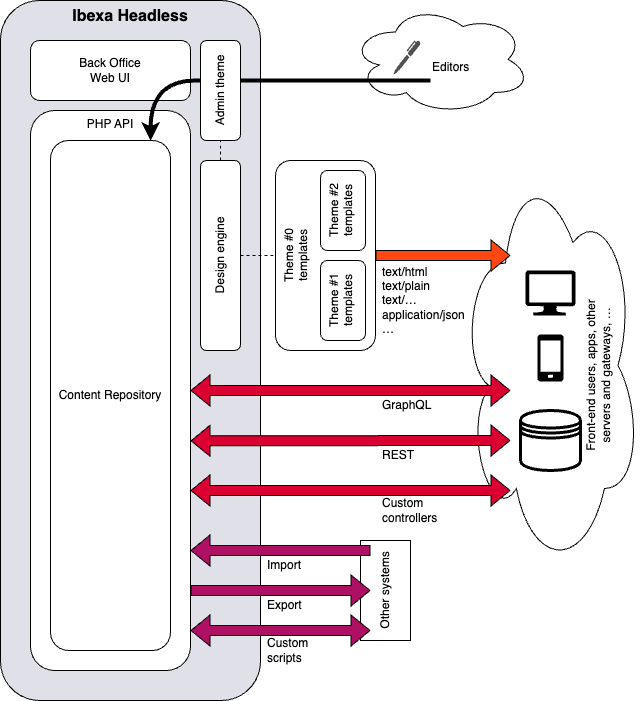 Ibexa Headless
Back Office
Web UI
Admin theme
Editors
PHP API
Content Repository
Design engine
Theme #0
templates
Theme #2
templates
Theme #1
templates
text/html
text/plain
text/...
application/json
...
Front-end users, apps, other
servers and gateways, ...
GraphQL
REST
Custom
controllers
Import
Export
Custom
scripts
Other systems